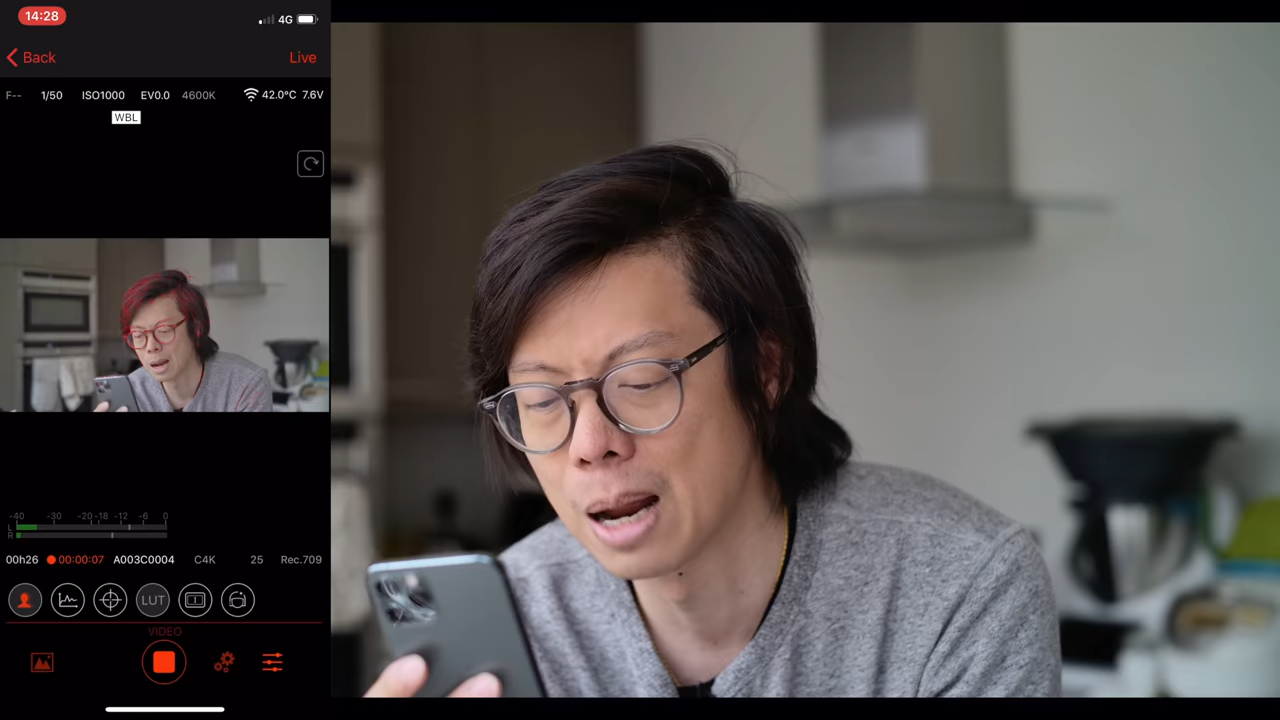 14:28 4G
Back Live
F-- 1/50 ISO1000 EV0.0 4600K 42.0°C 7.6V
WBL
-40 -30 -20 -18 -12 -6 0
L
R
00h26 00:00:07 A003C0004 C4K 25 Rec.709
LUT
VIDEO